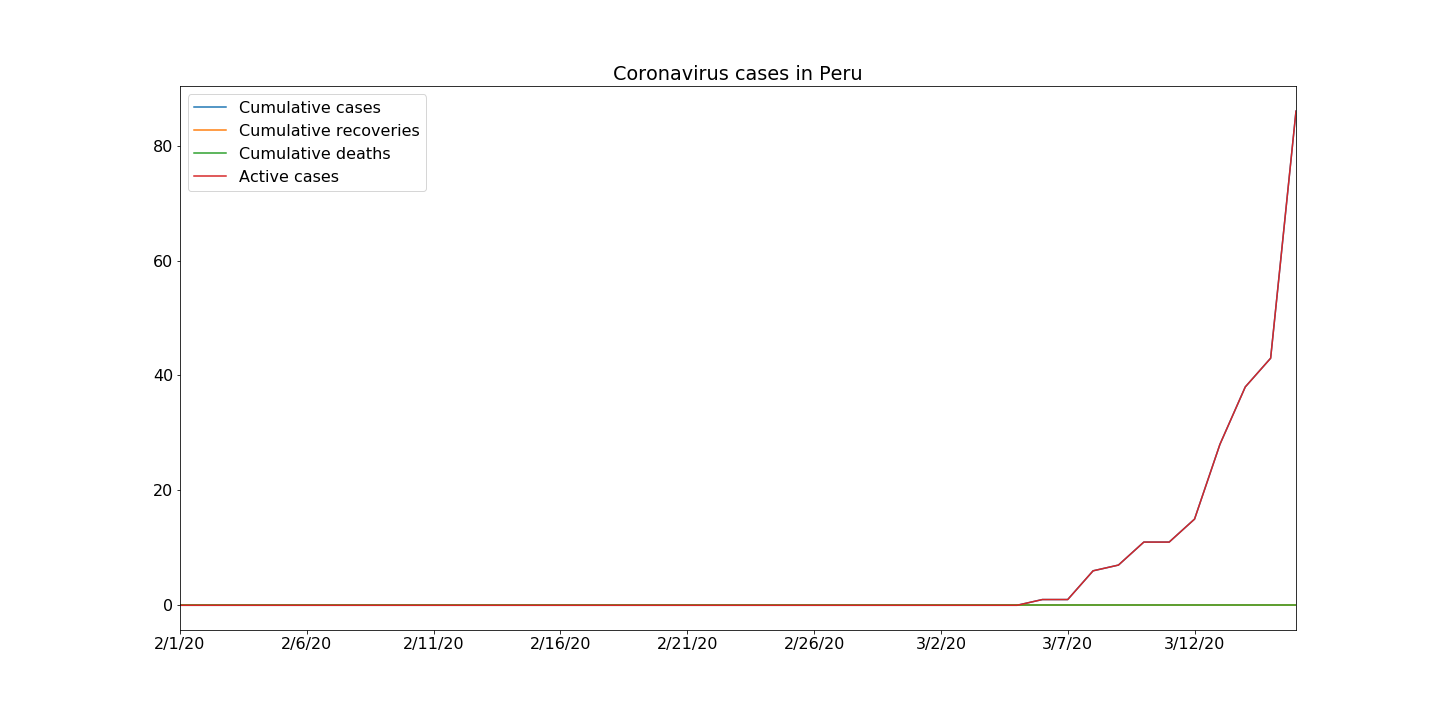 Coronavirus cases in Peru
Cumulative cases
Cumulative recoveries
Cumulative deaths
Active cases
80
60
40
20
0
2/1/20 2/6/20 2/11/20 2/16/20 2/21/20 2/26/20 3/2/20 3/7/20 3/12/20